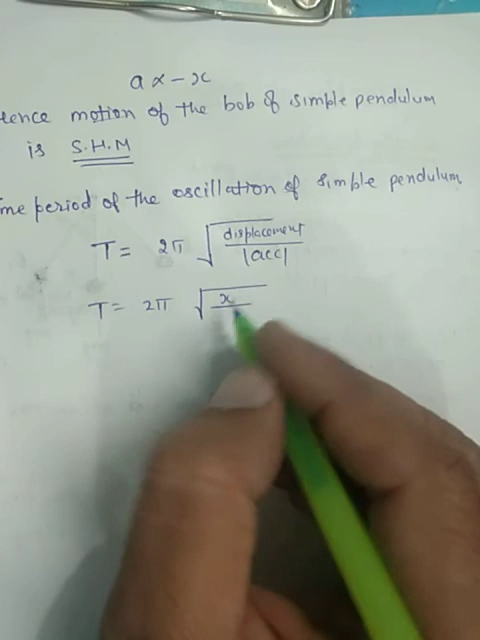 a ∝ - x
Hence motion of the bob of simple pendulum
is S.H.M
Time period of the oscillation of simple pendulum
T = 2π √(displacement / |acc|)
T = 2π √(x /